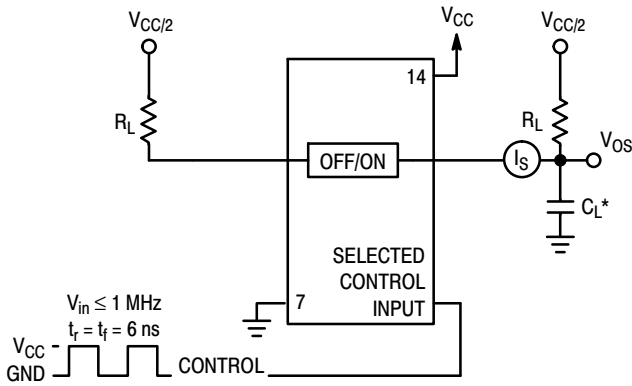 V_CC/2
V_CC
V_CC/2
14
R_L
R_L
V_OS
OFF/ON
I_S
C_L*
SELECTED
CONTROL
INPUT
7
V_in ≤ 1 MHz
t_r = t_f = 6 ns
V_CC
GND
CONTROL